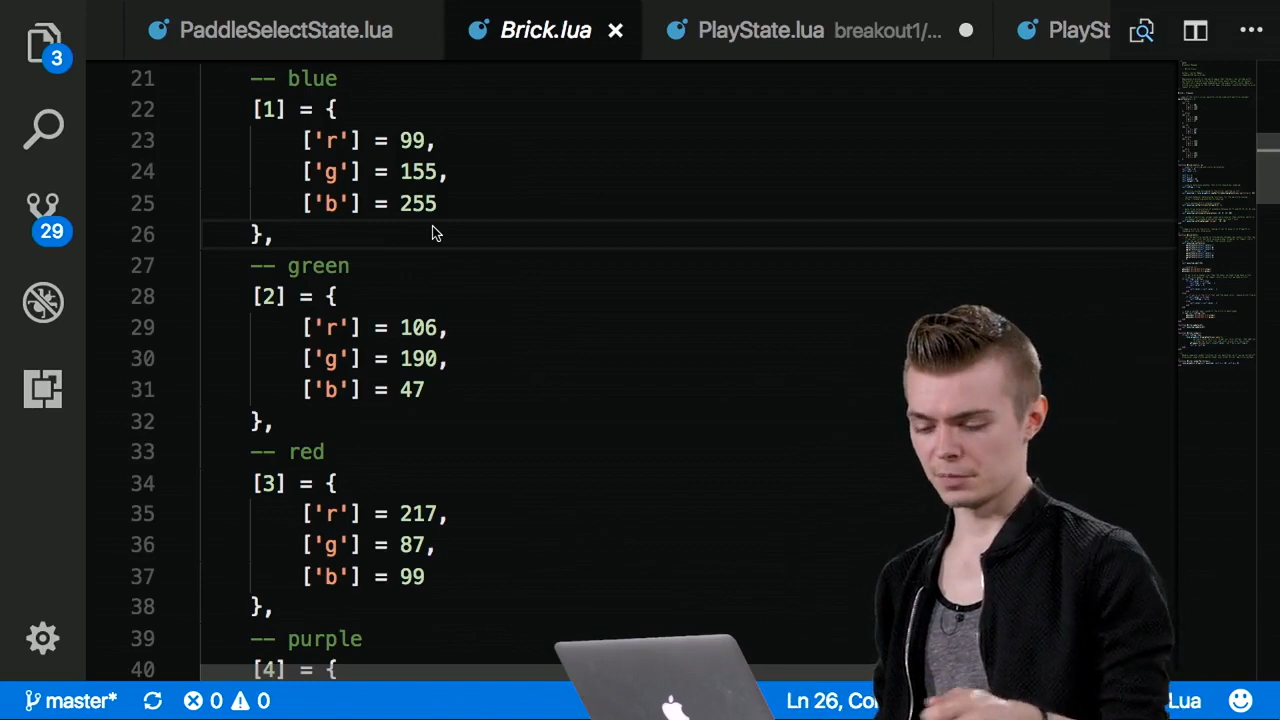 3
29
PaddleSelectState.lua
Brick.lua
PlayState.lua breakout1/...
PlaySt
21 -- blue
22 [1] = {
23 ['r'] = 99,
24 ['g'] = 155,
25 ['b'] = 255
26 },
27 -- green
28 [2] = {
29 ['r'] = 106,
30 ['g'] = 190,
31 ['b'] = 47
32 },
33 -- red
34 [3] = {
35 ['r'] = 217,
36 ['g'] = 87,
37 ['b'] = 99
38 },
39 -- purple
40 [4] = {
master* 0 0 Ln 26, Co Lua